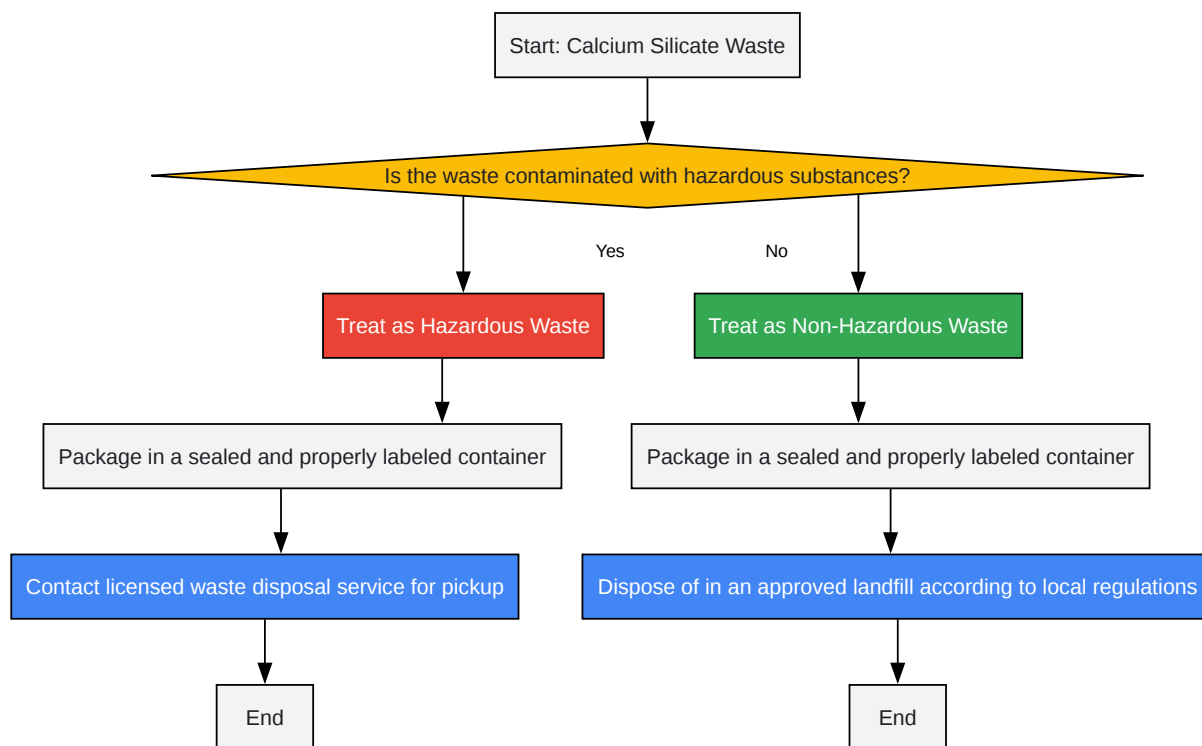 Start: Calcium Silicate Waste
Is the waste contaminated with hazardous substances?
Yes
No
Treat as Hazardous Waste
Treat as Non-Hazardous Waste
Package in a sealed and properly labeled container
Package in a sealed and properly labeled container
Contact licensed waste disposal service for pickup
Dispose of in an approved landfill according to local regulations
End
End